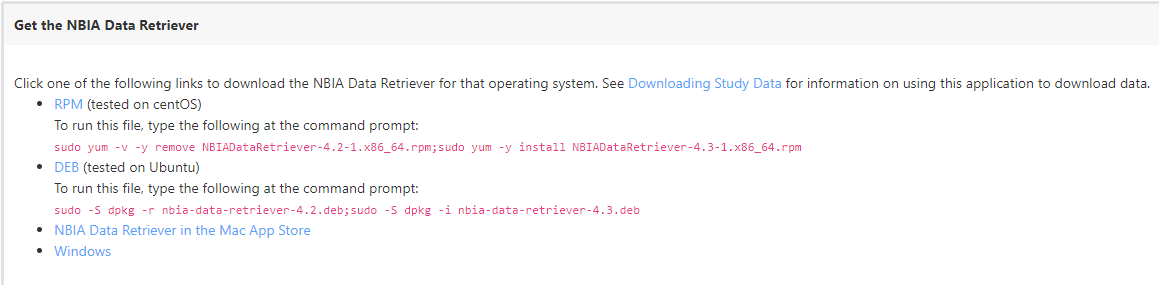 Get the NBIA Data Retriever
Click one of the following links to download the NBIA Data Retriever for that operating system. See Downloading Study Data for information on using this application to download data.
• RPM (tested on centOS)
To run this file, type the following at the command prompt:
sudo yum -v -y remove NBIADataRetriever-4.2-1.x86_64.rpm;sudo yum -y install NBIADataRetriever-4.3-1.x86_64.rpm
• DEB (tested on Ubuntu)
To run this file, type the following at the command prompt:
sudo -S dpkg -r nbia-data-retriever-4.2.deb;sudo -S dpkg -i nbia-data-retriever-4.3.deb
• NBIA Data Retriever in the Mac App Store
• Windows